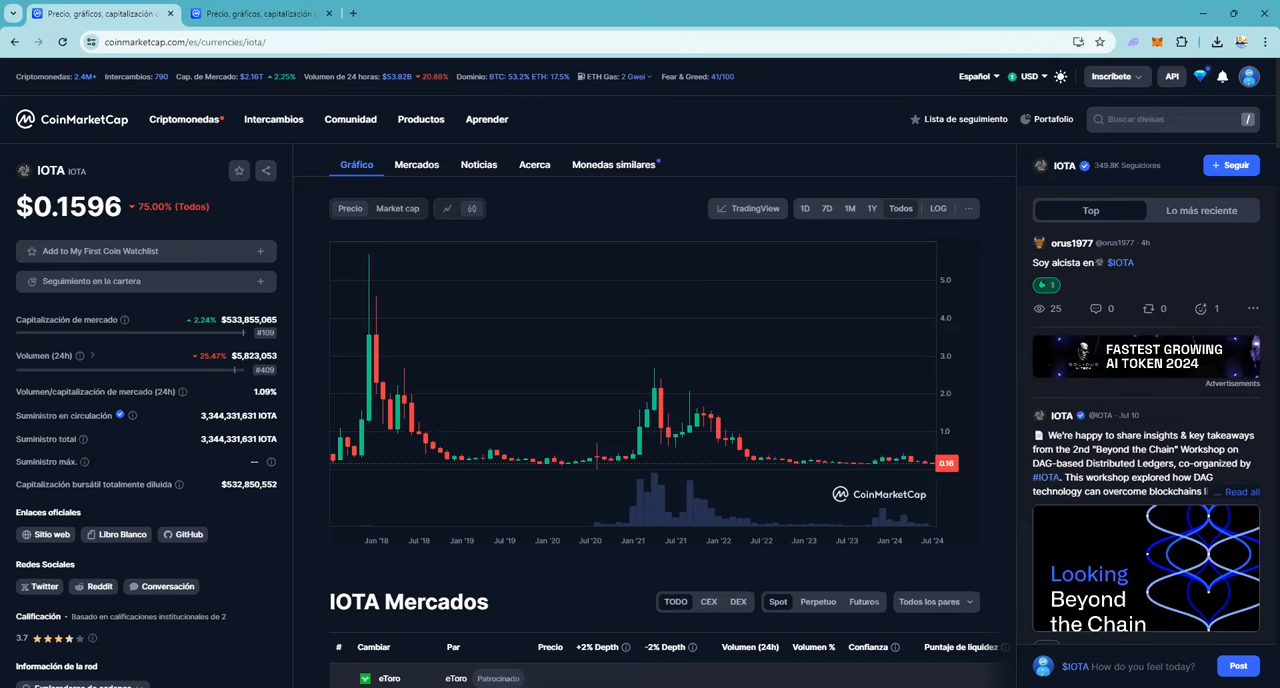 Precio, gráficos, capitalización
Precio, gráficos, capitalización
coinmarketcap.com/es/currencies/iota/
Criptomonedas: 2.4M+ Intercambios: 790 Cap. de Mercado: $2.16T 2.25% Volumen de 24 horas: $53.82B 20.88% Dominio: BTC: 53.2% ETH: 17.5% ETH Gas: 2 Gwei Fear & Greed: 41/100
Español USD Inscríbete API
CoinMarketCap Criptomonedas Intercambios Comunidad Productos Aprender
Lista de seguimiento Portafolio Buscar divisas /
IOTA IOTA
$0.1596 75.00% (Todos)
Add to My First Coin Watchlist +
Seguimiento en la cartera +
Capitalización de mercado 2.24% $533,855,065
#109
Volumen (24h) 25.47% $5,823,053
#409
Volumen/capitalización de mercado (24h) 1.09%
Suministro en circulación 3,344,331,631 IOTA
Suministro total 3,344,331,631 IOTA
Suministro máx. --
Capitalización bursátil totalmente diluida $532,850,552
Enlaces oficiales
Sitio web Libro Blanco GitHub
Redes Sociales
Twitter Reddit Conversación
Calificación · Basado en calificaciones institucionales de 2
3.7
Información de la red
Exploradores de cadenas
Gráfico Mercados Noticias Acerca Monedas similares
Precio Market cap
TradingView 1D 7D 1M 1Y Todos LOG ...
5.0
4.0
3.0
2.0
1.0
0.16
CoinMarketCap
Jan '18 Jul '18 Jan '19 Jul '19 Jan '20 Jul '20 Jan '21 Jul '21 Jan '22 Jul '22 Jan '23 Jul '23 Jan '24 Jul '24
IOTA Mercados
TODO CEX DEX Spot Perpetuo Futuros Todos los pares
# Cambiar Par Precio +2% Depth -2% Depth Volumen (24h) Volumen % Confianza Puntaje de liquidez
eToro eToro Patrocinado
IOTA 349.8K Seguidores + Seguir
Top Lo más reciente
orus1977 @orus1977 · 4h
Soy alcista en $IOTA
1
25 0 0 1 ...
FASTEST GROWING
AI TOKEN 2024
Advertisements
IOTA @IOTA · Jul 10
We're happy to share insights & key takeaways
from the 2nd "Beyond the Chain" Workshop on
DAG-based Distributed Ledgers, co-organized by
#IOTA. This workshop explored how DAG
technology can overcome blockchains li ... Read all
Looking
Beyond
the Chain
$IOTA How do you feel today? Post